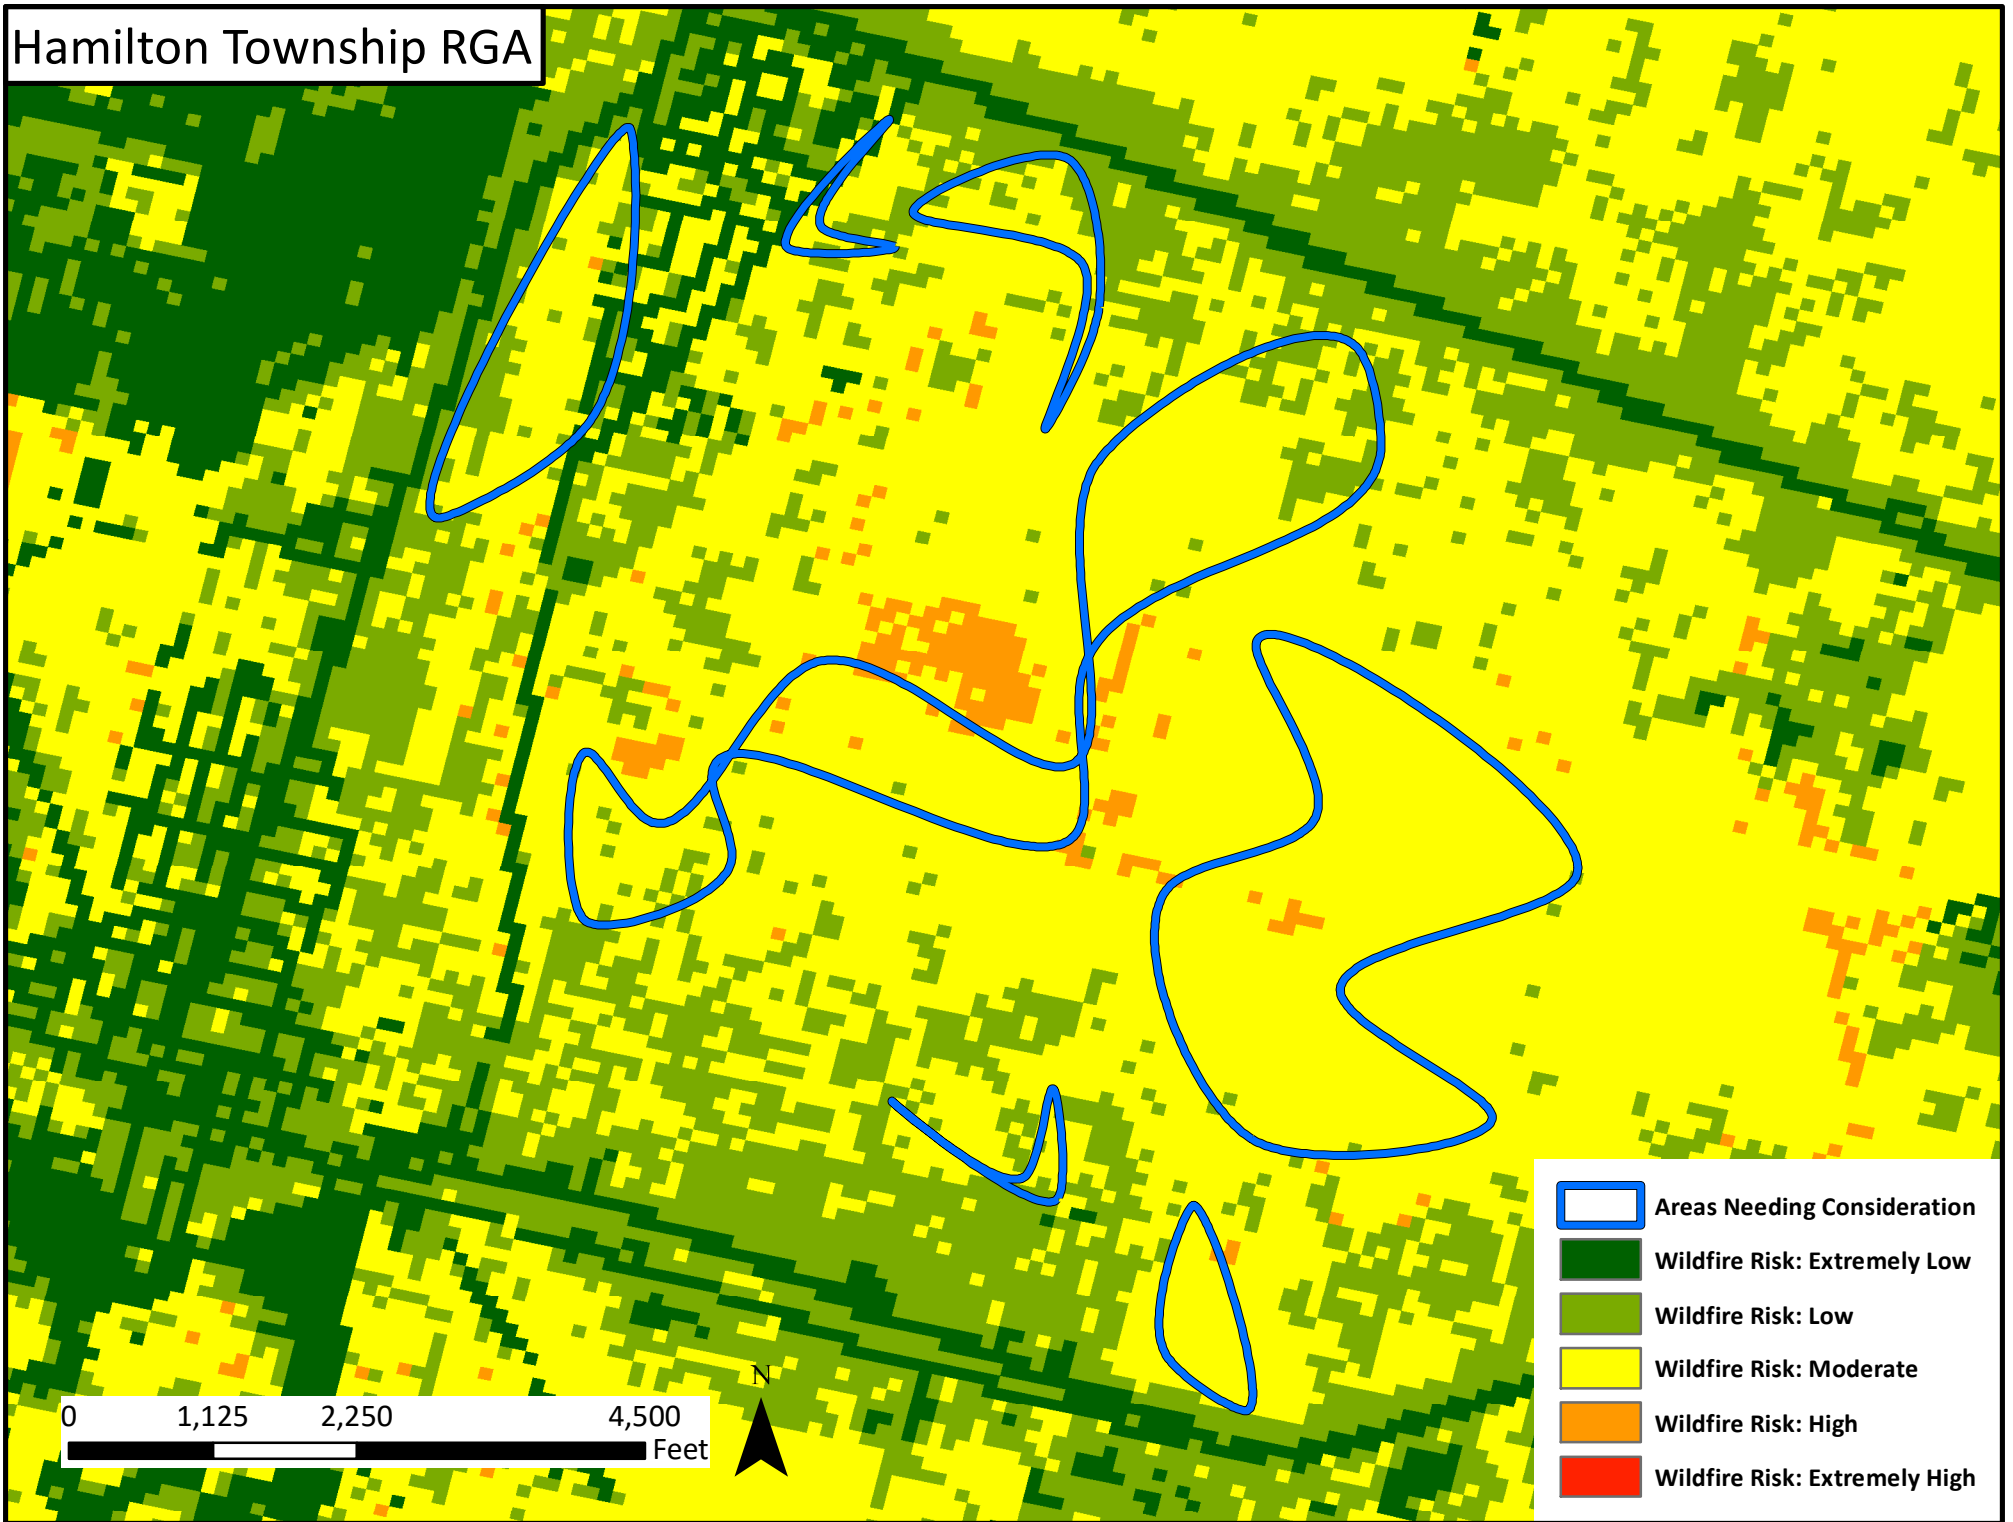 Hamilton Township RGA
Areas Needing Consideration
Wildfire Risk: Extremely Low
Wildfire Risk: Low
Wildfire Risk: Moderate
Wildfire Risk: High
Wildfire Risk: Extremely High
N
0 1,125 2,250 4,500
Feet